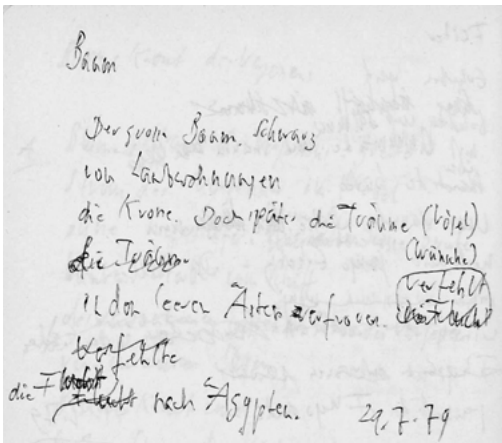 Baum
Der große Baum schwarz
von Laubwohnungen
die Krone. Doch später die Träume (Vögel)
(Wünsche)
die Träume
verfehlt
in den leeren Ästen erfroren.
Verfehlte
die Flucht nach Ägypten.
29.7.79